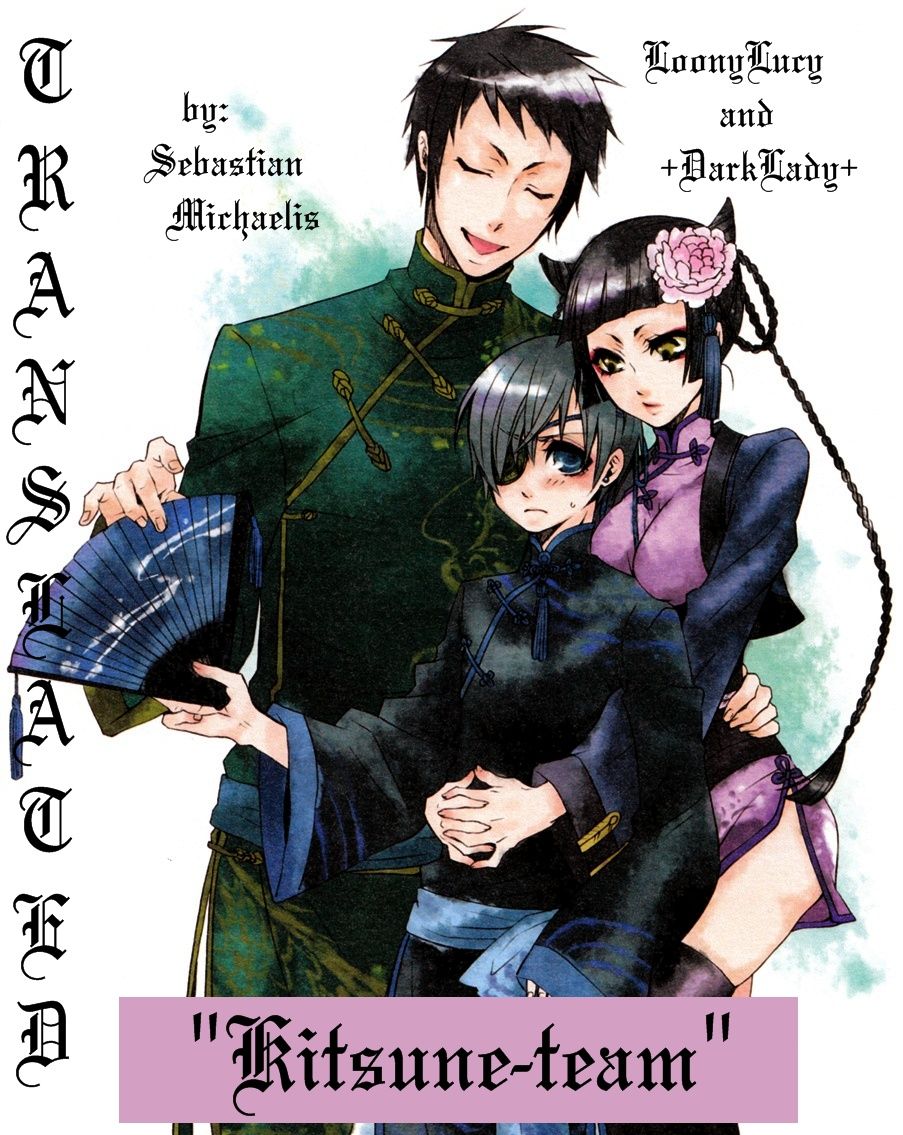 TRANSLATED
by:
Sebastian
Michaelis
LoonyLucy
and
+DarkLady+
"Kitsune-team"